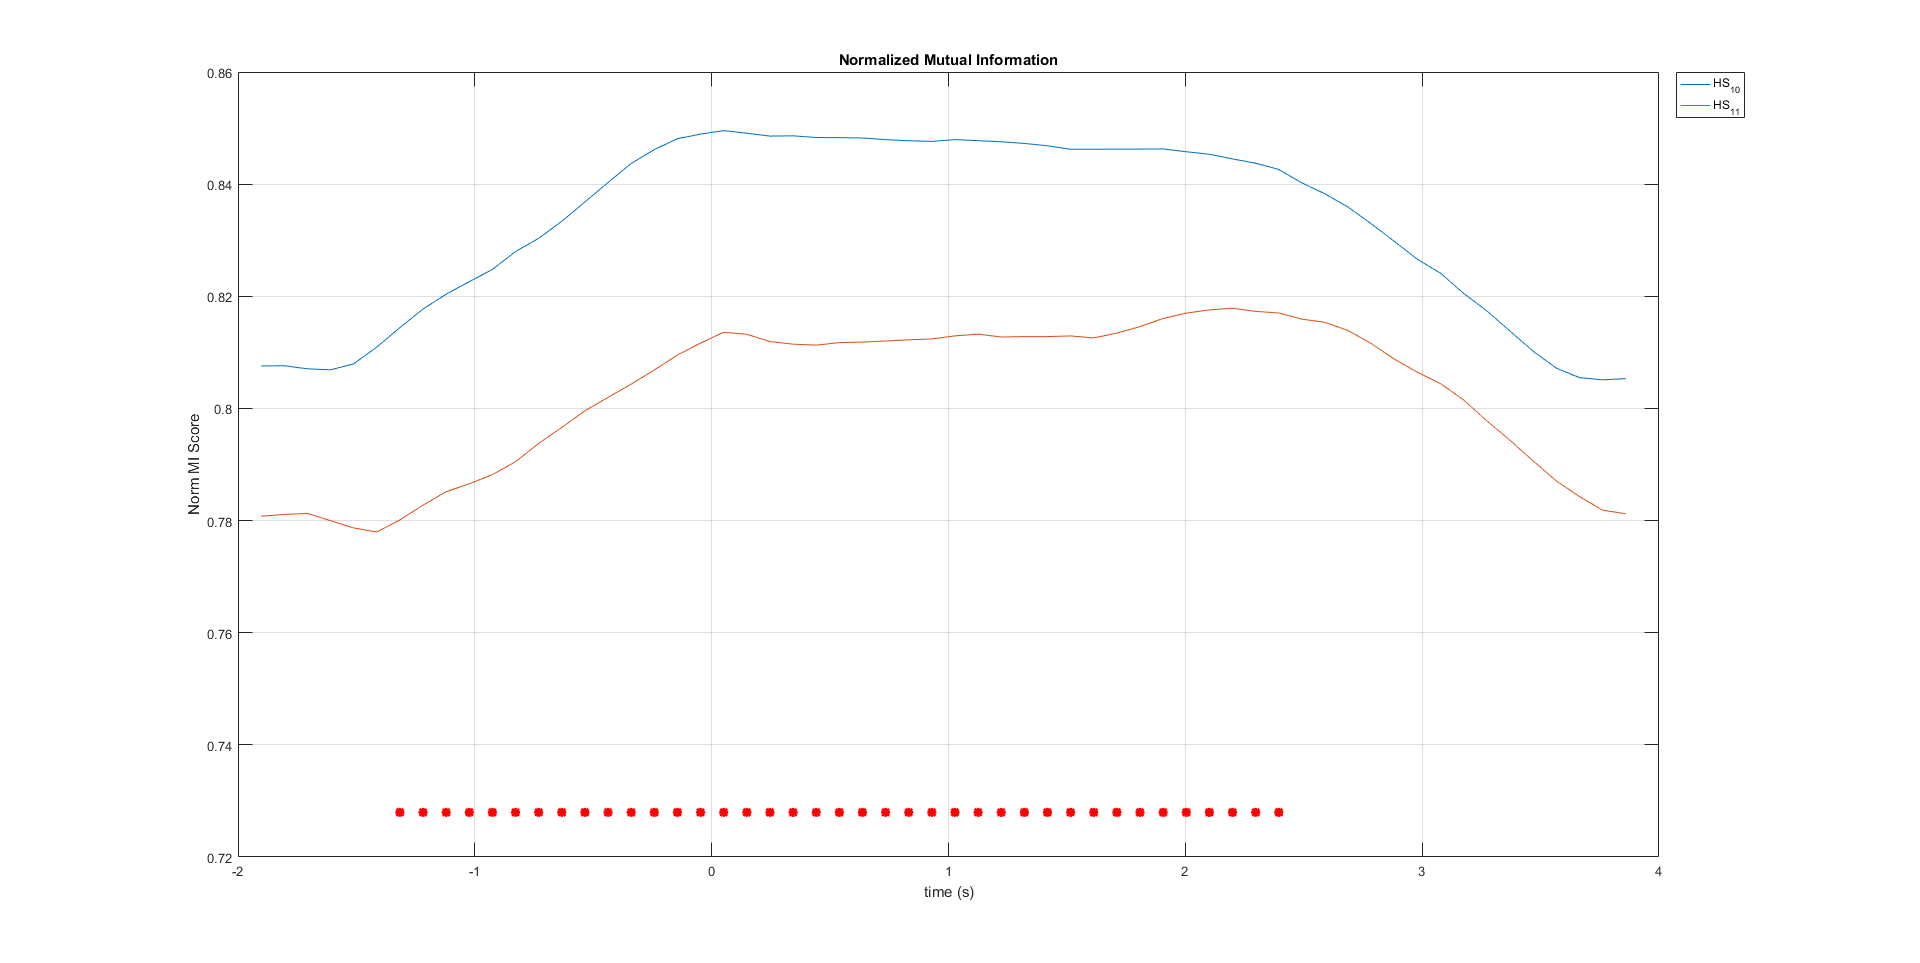 Normalized Mutual Information
HS10
HS11
0.86
0.84
0.82
0.8
0.78
0.76
0.74
0.72
Norm MI Score
-2 -1 0 1 2 3 4
time (s)